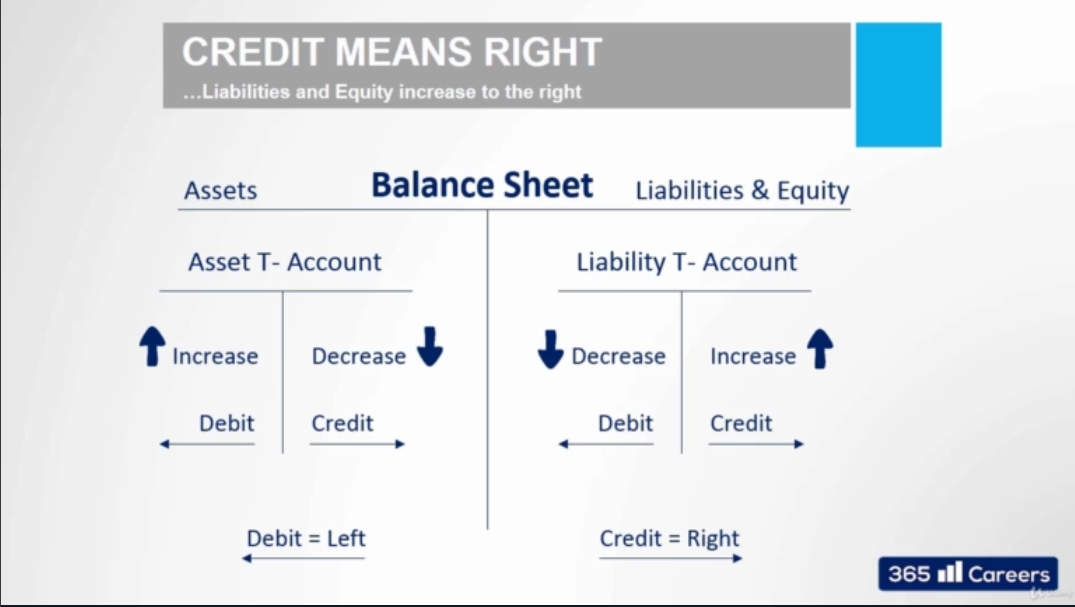 CREDIT MEANS RIGHT
...Liabilities and Equity increase to the right
Assets
Balance Sheet
Liabilities & Equity
Asset T- Account
Liability T- Account
Increase
Decrease
Decrease
Increase
Debit
Credit
Debit
Credit
Debit = Left
Credit = Right
365 Careers
Udemy